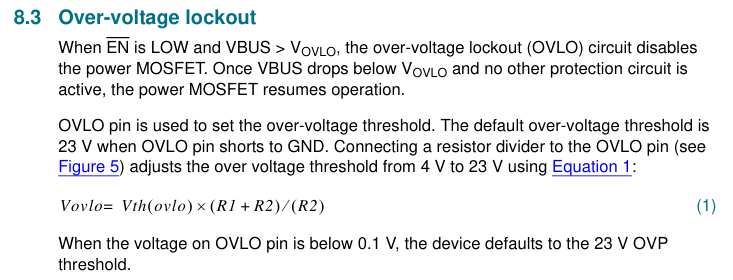 8.3 Over-voltage lockout
When EN is LOW and VBUS > VOVLO, the over-voltage lockout (OVLO) circuit disables
the power MOSFET. Once VBUS drops below VOVLO and no other protection circuit is
active, the power MOSFET resumes operation.
OVLO pin is used to set the over-voltage threshold. The default over-voltage threshold is
23 V when OVLO pin shorts to GND. Connecting a resistor divider to the OVLO pin (see
Figure 5) adjusts the over voltage threshold from 4 V to 23 V using Equation 1:
Vovlo= Vth(ovlo)×(R1+R2)/(R2) (1)
When the voltage on OVLO pin is below 0.1 V, the device defaults to the 23 V OVP
threshold.